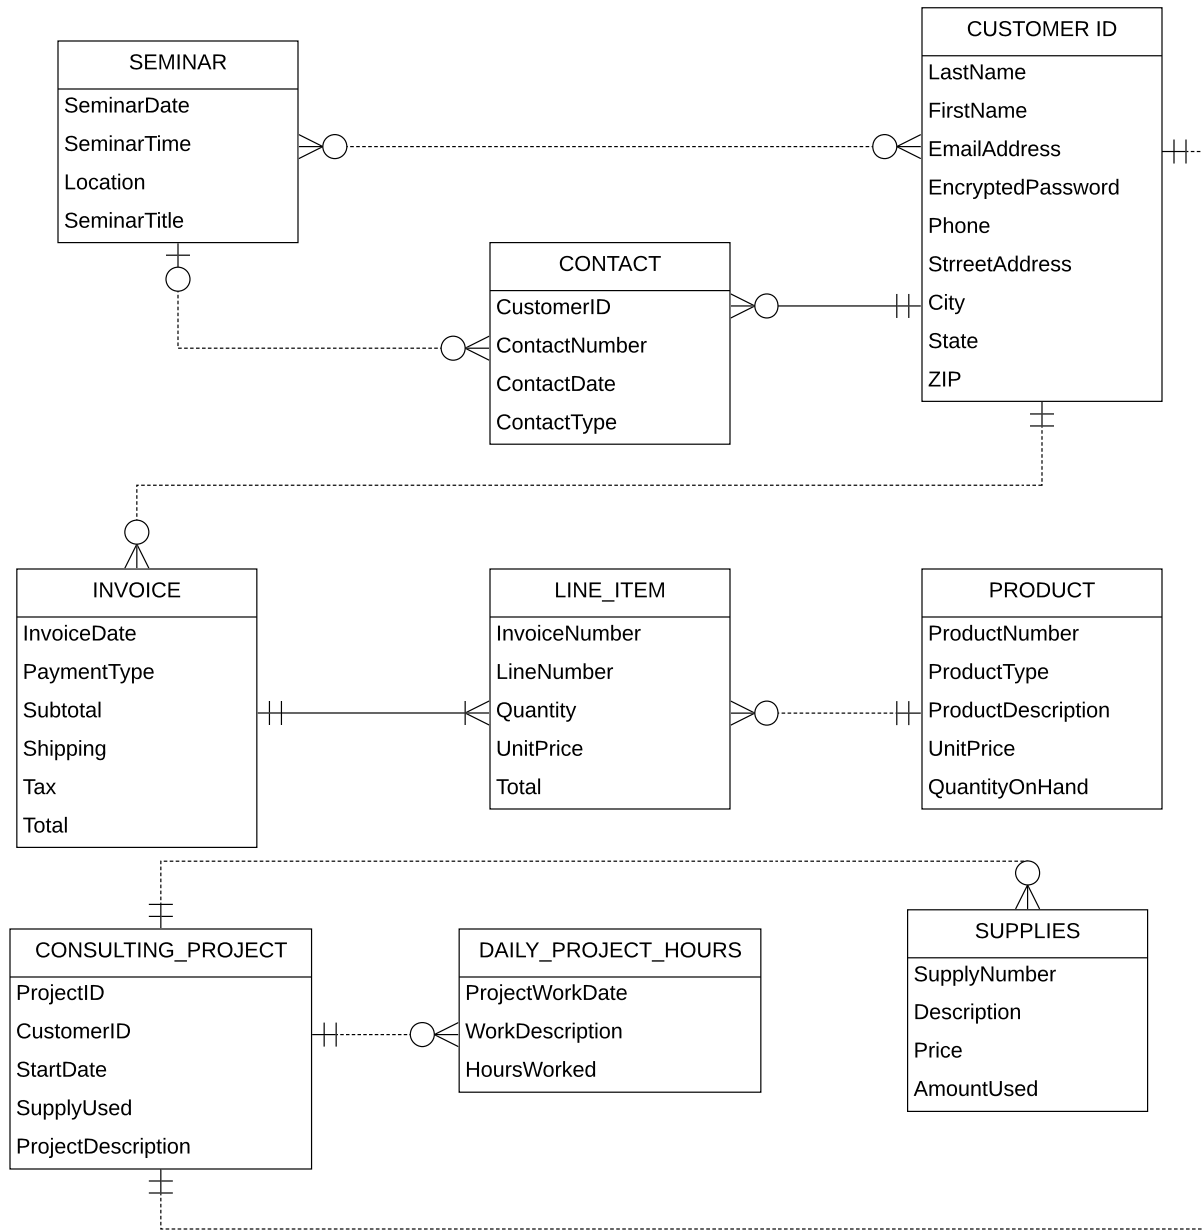 SEMINAR
SeminarDate
SeminarTime
Location
SeminarTitle
CUSTOMER ID
LastName
FirstName
EmailAddress
EncryptedPassword
Phone
StrreetAddress
City
State
ZIP
CONTACT
CustomerID
ContactNumber
ContactDate
ContactType
INVOICE
InvoiceDate
PaymentType
Subtotal
Shipping
Tax
Total
LINE_ITEM
InvoiceNumber
LineNumber
Quantity
UnitPrice
Total
PRODUCT
ProductNumber
ProductType
ProductDescription
UnitPrice
QuantityOnHand
CONSULTING_PROJECT
ProjectID
CustomerID
StartDate
SupplyUsed
ProjectDescription
DAILY_PROJECT_HOURS
ProjectWorkDate
WorkDescription
HoursWorked
SUPPLIES
SupplyNumber
Description
Price
AmountUsed